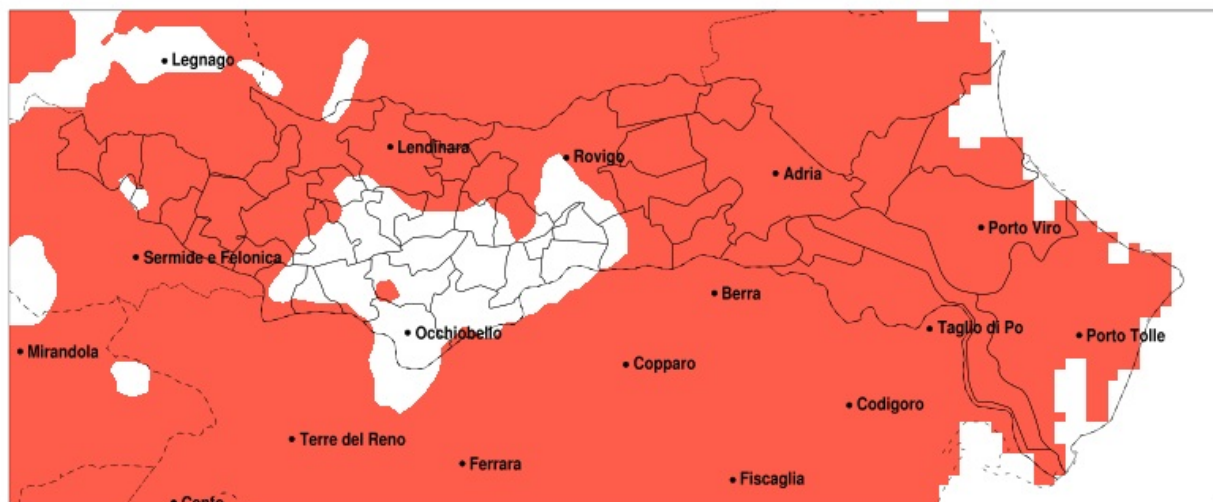 Legnago
Lendinara
Rovigo
Adria
Porto Viro
Sermide e Felonica
Berra
Occhiobello
Taglio di Po
Porto Tolle
Mirandola
Copparo
Codigoro
Terre del Reno
Ferrara
Fiscaglia